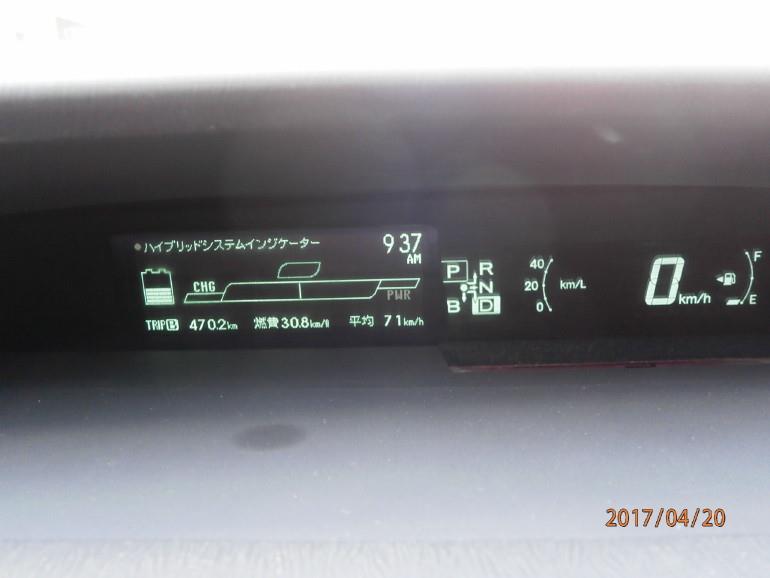 ハイブリッドシステムインジケーター 9:37
AM
CHG
PWR
TRIP B 470.2km 燃費 30.8km/ℓ 平均 71km/h
P R
N
B D
40
20 km/L
0
0 km/h
F
E
2017/04/20